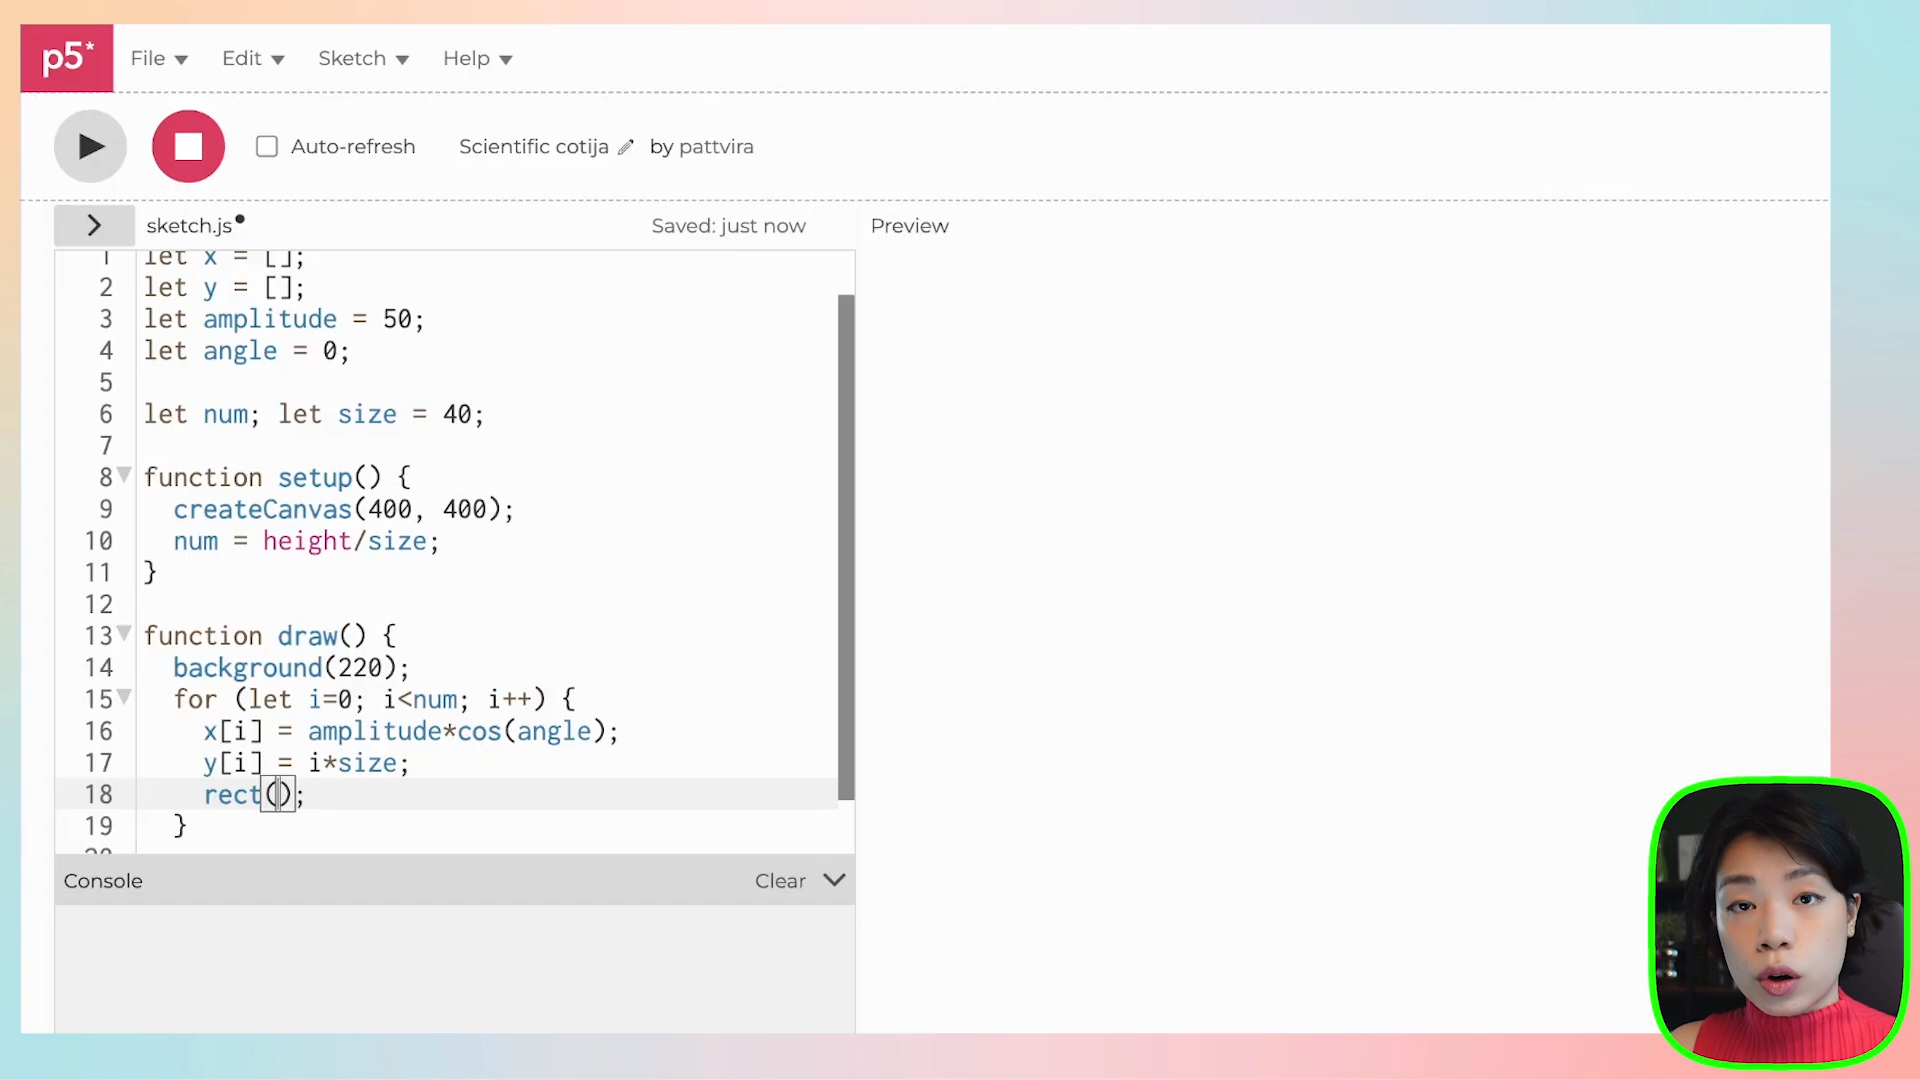 p5* File Edit Sketch Help
Auto-refresh Scientific cotija by pattvira
sketch.js Saved: just now Preview
1 let x = [];
2 let y = [];
3 let amplitude = 50;
4 let angle = 0;
5
6 let num; let size = 40;
7
8 function setup() {
9 createCanvas(400, 400);
10 num = height/size;
11 }
12
13 function draw() {
14 background(220);
15 for (let i=0; i<num; i++) {
16 x[i] = amplitude*cos(angle);
17 y[i] = i*size;
18 rect();
19 }
20
Console Clear